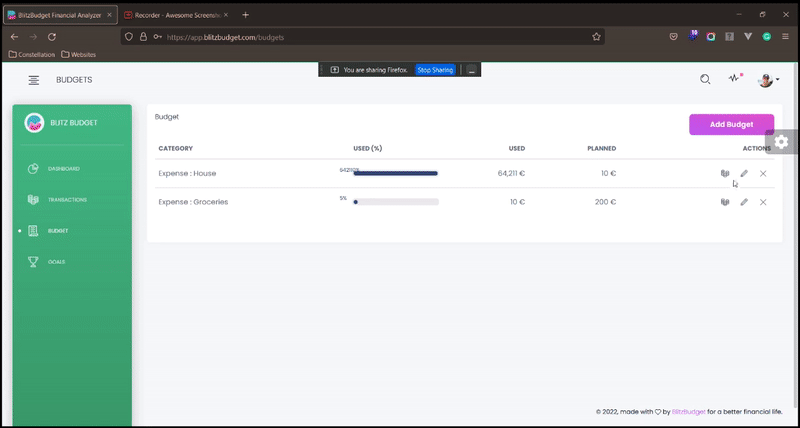 BlitzBudget Financial Analyzer
Recorder - Awesome Screensho
https://app.blitzbudget.com/budgets
10
Constellation
Websites
You are sharing Firefox.
Stop Sharing
BUDGETS
BLITZ BUDGET
DASHBOARD
TRANSACTIONS
BUDGET
GOALS
Budget
Add Budget
CATEGORY USED (%) USED PLANNED ACTIONS
Expense : House 64,211 € 10 €
Expense : Groceries 5% 10 € 200 €
© 2022, made with ♡ by BlitzBudget for a better financial life.